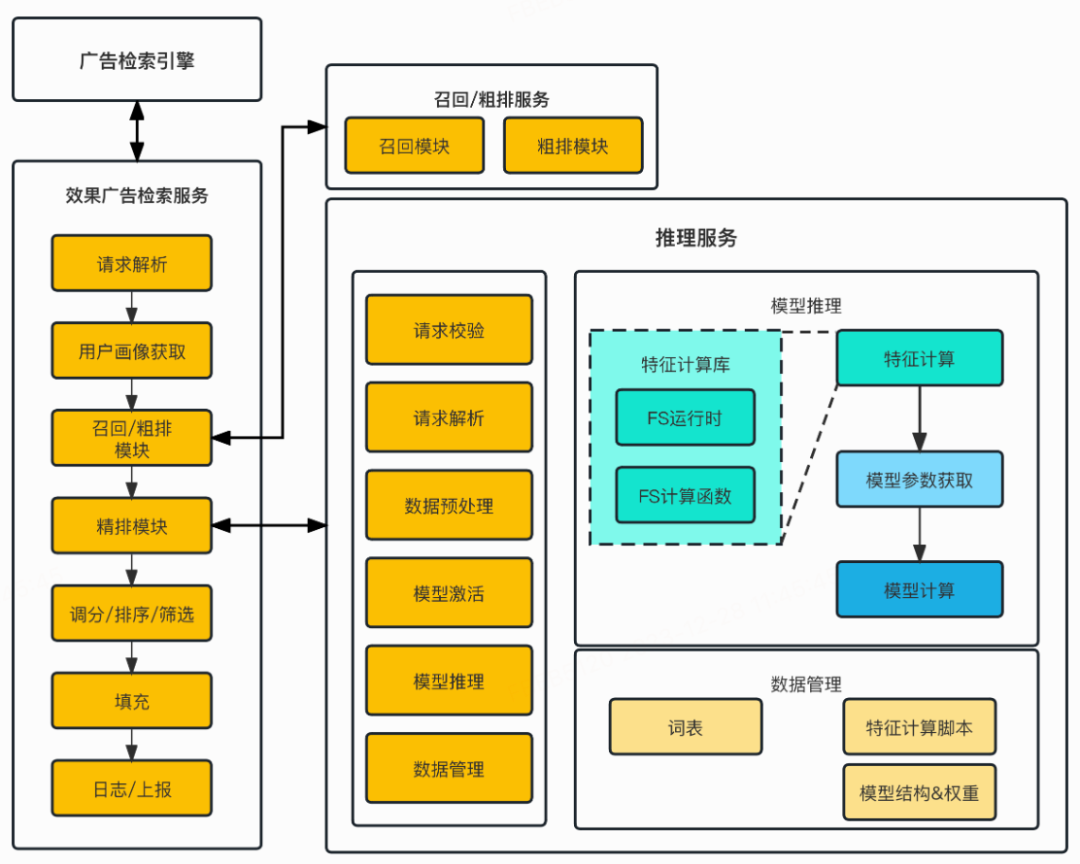 广告检索引擎
效果广告检索服务
请求解析
用户画像获取
召回/粗排
模块
精排模块
调分/排序/筛选
填充
日志/上报
召回/粗排服务
召回模块
粗排模块
推理服务
请求校验
请求解析
数据预处理
模型激活
模型推理
数据管理
模型推理
特征计算库
FS运行时
FS计算函数
特征计算
模型参数获取
模型计算
数据管理
词表
特征计算脚本
模型结构&权重